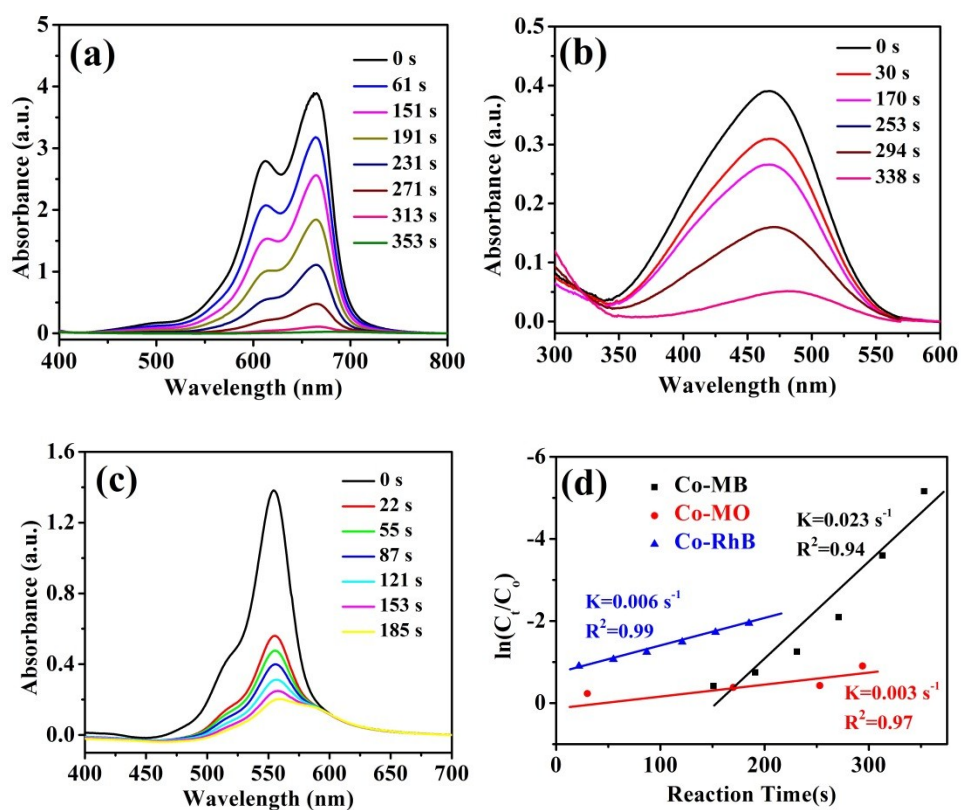 (a)
0 s
61 s
151 s
191 s
231 s
271 s
313 s
353 s
Absorbance (a.u.)
5
4
3
2
1
0
400 500 600 700 800
Wavelength (nm)
(b)
0 s
30 s
170 s
253 s
294 s
338 s
Absorbance (a.u.)
0.5
0.4
0.3
0.2
0.1
0.0
300 350 400 450 500 550 600
Wavelength (nm)
(c)
0 s
22 s
55 s
87 s
121 s
153 s
185 s
Absorbance (a.u.)
1.6
1.2
0.8
0.4
0.0
400 450 500 550 600 650 700
Wavelength (nm)
(d)
Co-MB
Co-MO
Co-RhB
K=0.023 s⁻¹
R²=0.94
K=0.006 s⁻¹
R²=0.99
K=0.003 s⁻¹
R²=0.97
ln(Cₜ/Cₒ)
-6
-4
-2
0
0 100 200 300
Reaction Time(s)